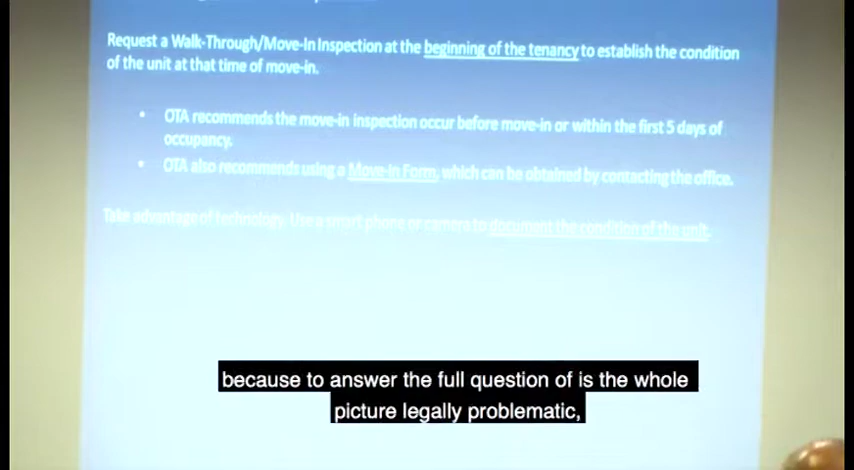 Request a Walk-Through/Move-In Inspection at the beginning of the tenancy to establish the condition
of the unit at that time of move-in.
• OTA recommends the move-in inspection occur before move-in or within the first 5 days of
occupancy.
• OTA also recommends using a Move-In Form, which can be obtained by contacting the office.
Take advantage of technology. Use a smart phone or camera to document the condition of the unit.
because to answer the full question of is the whole
picture legally problematic,